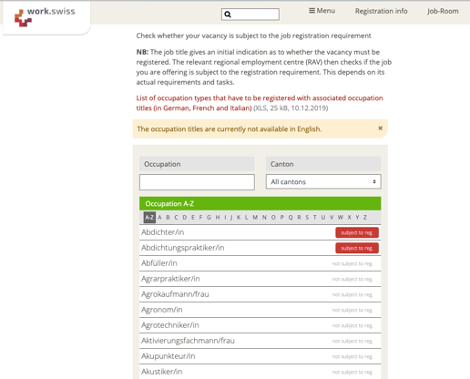 work.swiss
Menu
Registration info
Job-Room
Check whether your vacancy is subject to the job registration requirement
NB: The job title gives an initial indication as to whether the vacancy must be
registered. The relevant regional employment centre (RAV) then checks if the job
you are offering is subject to the registration requirement. This depends on its
actual requirements and tasks.
List of occupation types that have to be registered with associated occupation
titles (in German, French and Italian) (XLS, 25 kB, 10.12.2019)
The occupation titles are currently not available in English.
Occupation
Canton
All cantons
Occupation A-Z
A-Z A B C D E F G H I J K L M N O P Q R S T U V W X Y Z
Abdichter/in subject to reg.
Abdichtungspraktiker/in subject to reg.
Abfüller/in not subject to reg.
Agrarpraktiker/in not subject to reg.
Agrokaufmann/frau not subject to reg.
Agronom/in not subject to reg.
Agrotechniker/in not subject to reg.
Aktivierungsfachmann/frau not subject to reg.
Akupunkteur/in not subject to reg.
Akustiker/in not subject to reg.